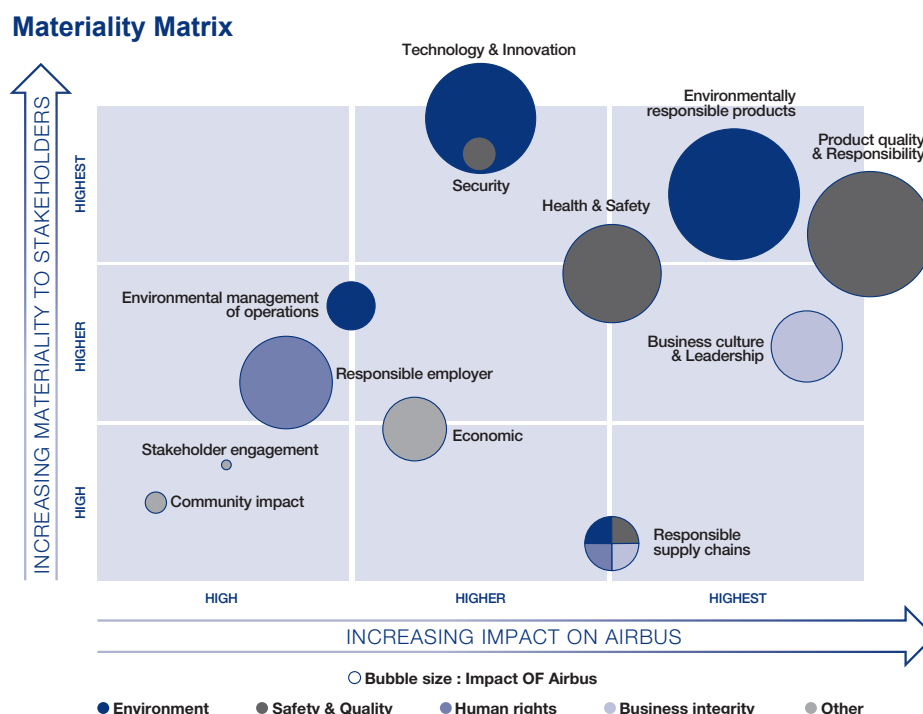 Materiality Matrix
Technology & Innovation
Environmentally
responsible products
Product quality
& Responsibility
Security
Health & Safety
Environmental management
of operations
Business culture
& Leadership
Responsible employer
Economic
Stakeholder engagement
Community impact
Responsible
supply chains
INCREASING MATERIALITY TO STAKEHOLDERS
HIGHEST
HIGHER
HIGH
HIGH
HIGHER
HIGHEST
INCREASING IMPACT ON AIRBUS
Bubble size : Impact OF Airbus
Environment
Safety & Quality
Human rights
Business integrity
Other